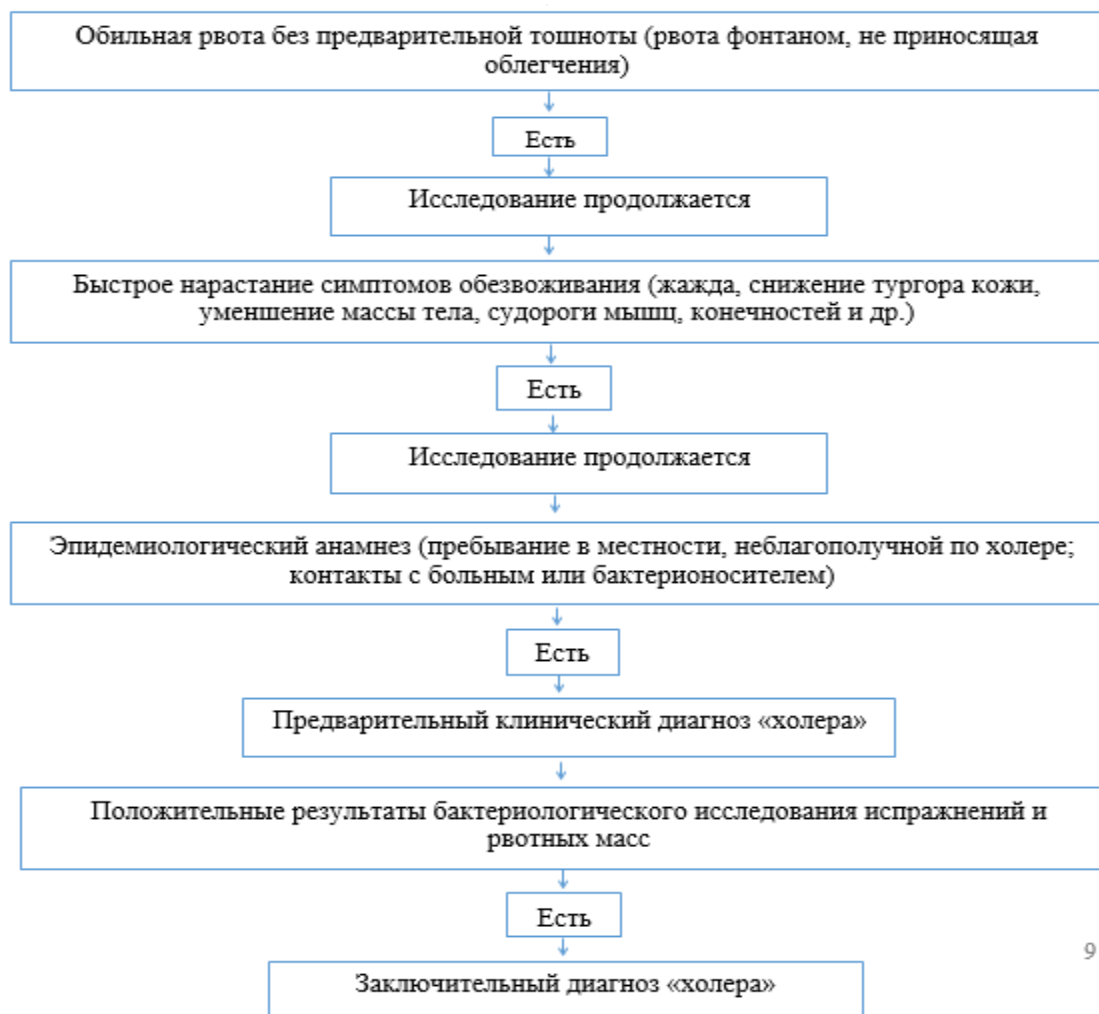 Обильная рвота без предварительной тошноты (рвота фонтаном, не приносящая
облегчения)
Есть
Исследование продолжается
Быстрое нарастание симптомов обезвоживания (жажда, снижение тургора кожи,
уменшение массы тела, судороги мышц, конечностей и др.)
Есть
Исследование продолжается
Эпидемиологический анамнез (пребывание в местности, неблагополучной по холере;
контакты с больным или бактерионосителем)
Есть
Предварительный клинический диагноз «холера»
Положительные результаты бактериологического исследования испражнений и
рвотных масс
Есть
9
Заключительный диагноз «холера»